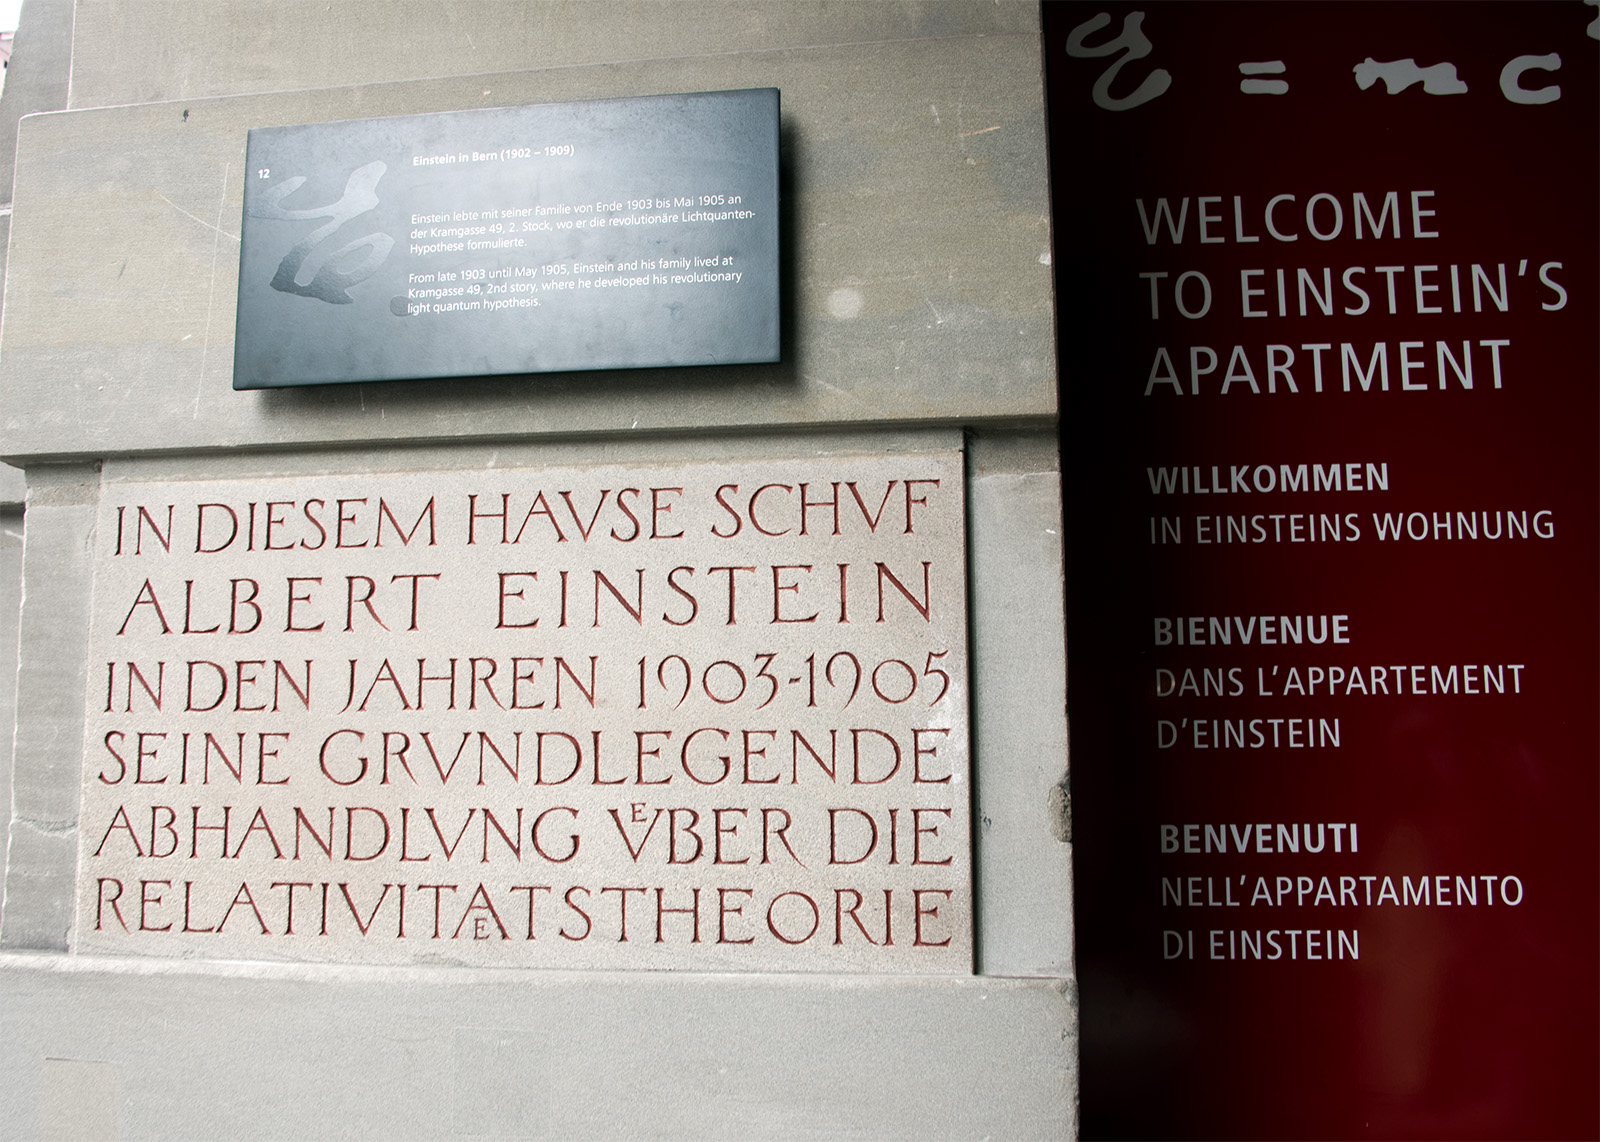 12
Einstein in Bern (1902 – 1909)
Einstein lebte mit seiner Familie von Ende 1903 bis Mai 1905 an
der Kramgasse 49, 2. Stock, wo er die revolutionäre Lichtquanten-
Hypothese formulierte.
From late 1903 until May 1905, Einstein and his family lived at
Kramgasse 49, 2nd story, where he developed his revolutionary
light quantum hypothesis.
IN DIESEM HAVSE SCHVF
ALBERT EINSTEIN
IN DEN JAHREN 1903-1905
SEINE GRVNDLEGENDE
ABHANDLVNG VͤBER DIE
RELATIVITÆTSTHEORIE
= mc
WELCOME
TO EINSTEIN’S
APARTMENT
WILLKOMMEN
IN EINSTEINS WOHNUNG
BIENVENUE
DANS L’APPARTEMENT
D’EINSTEIN
BENVENUTI
NELL’APPARTAMENTO
DI EINSTEIN